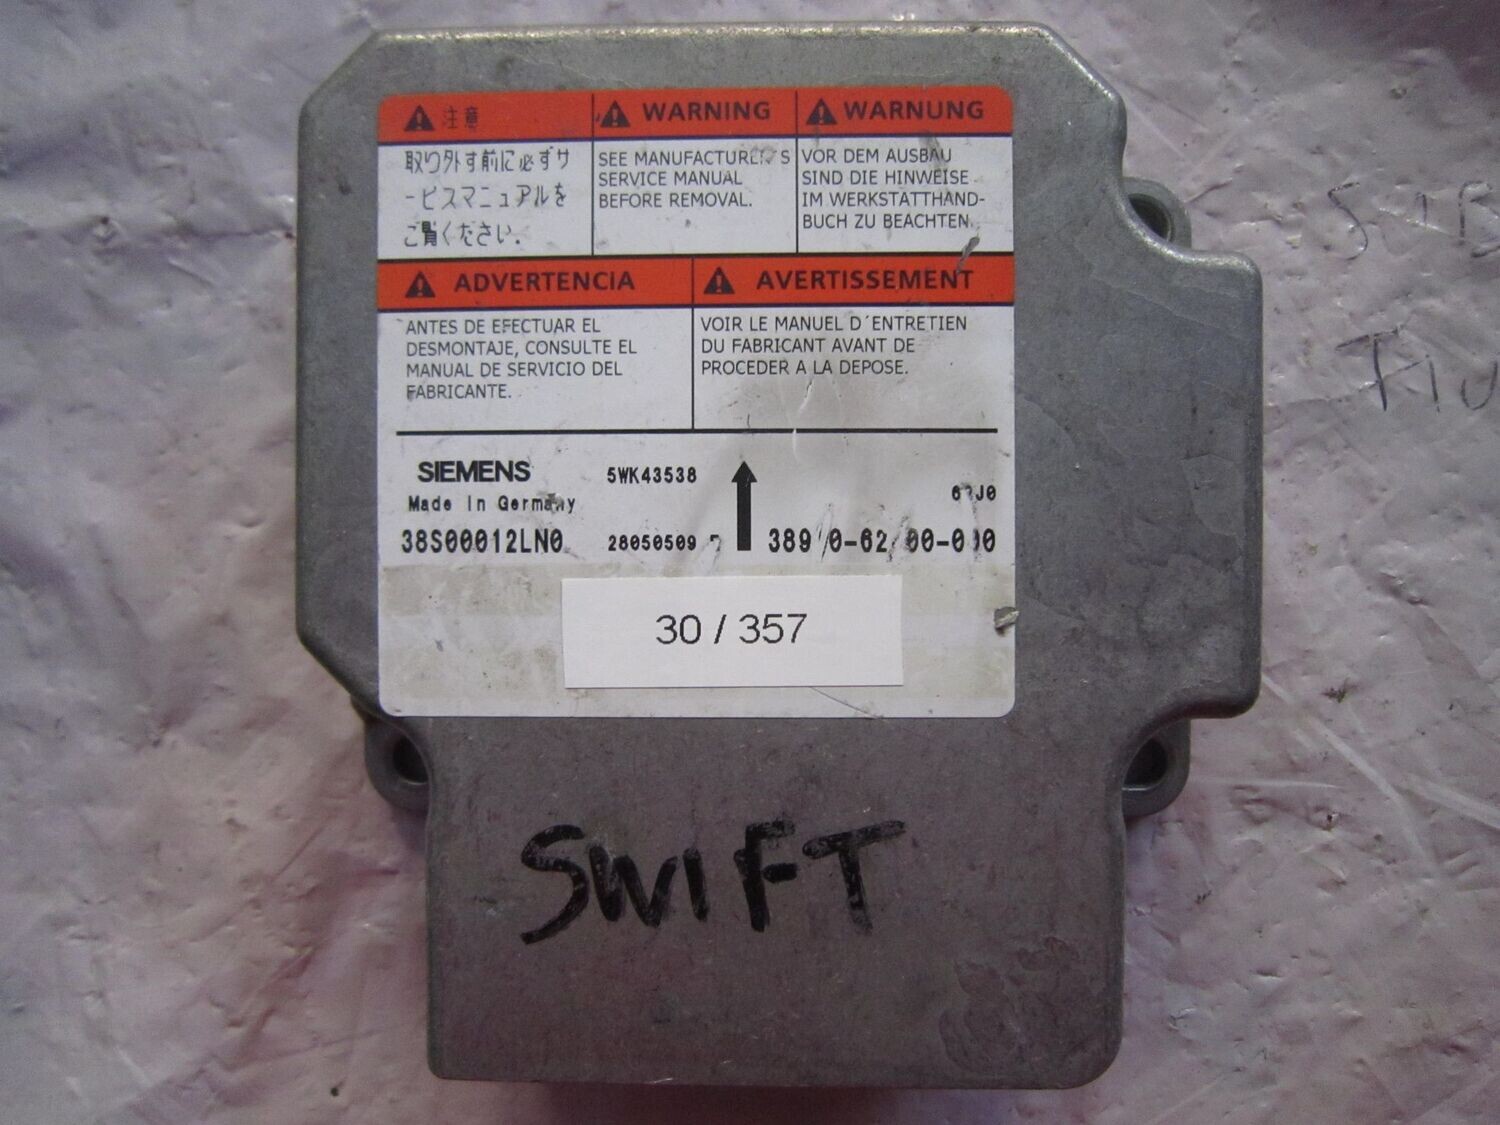 注意
取り外す前に必ずサ
ービスマニュアルを
ご覧ください.
WARNING
SEE MANUFACTURER'S
SERVICE MANUAL
BEFORE REMOVAL.
WARNUNG
VOR DEM AUSBAU
SIND DIE HINWEISE
IM WERKSTATTHAND-
BUCH ZU BEACHTEN.
ADVERTENCIA
ANTES DE EFECTUAR EL
DESMONTAJE, CONSULTE EL
MANUAL DE SERVICIO DEL
FABRICANTE.
AVERTISSEMENT
VOIR LE MANUEL D´ENTRETIEN
DU FABRICANT AVANT DE
PROCEDER A LA DEPOSE.
SIEMENS
Made in Germany
38S00012LN0
5WK43538
28050509
30 / 357
SWIFT